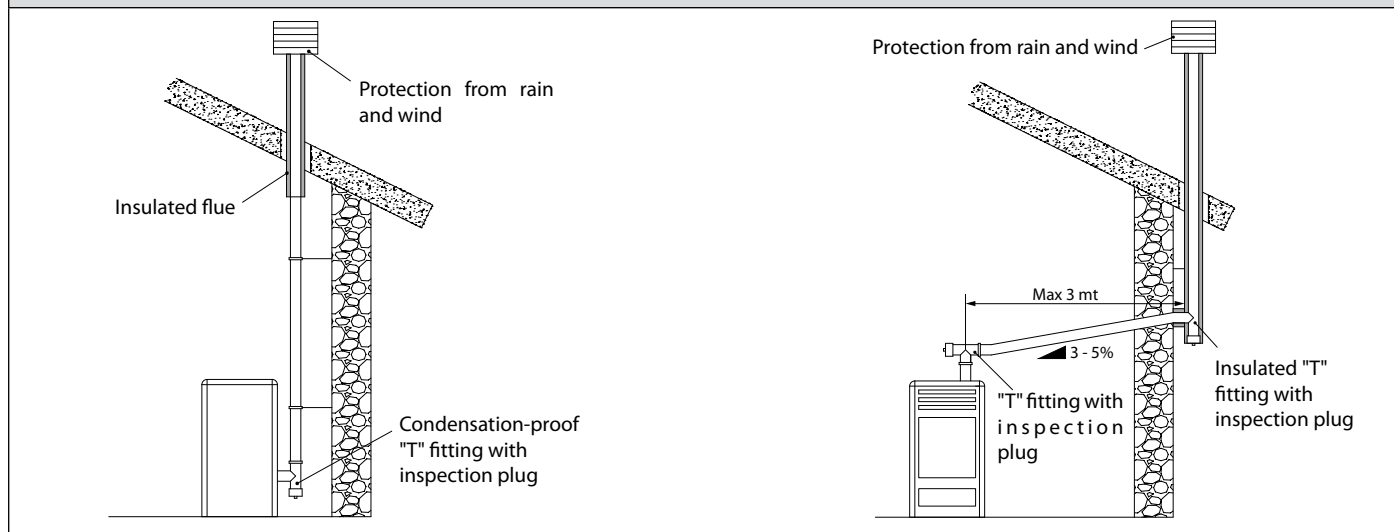 Protection from rain
and wind
Insulated flue
Condensation-proof
"T" fitting with
inspection plug
Protection from rain and wind
Max 3 mt
3 - 5%
"T" fitting with
inspection
plug
Insulated "T"
fitting with
inspection plug